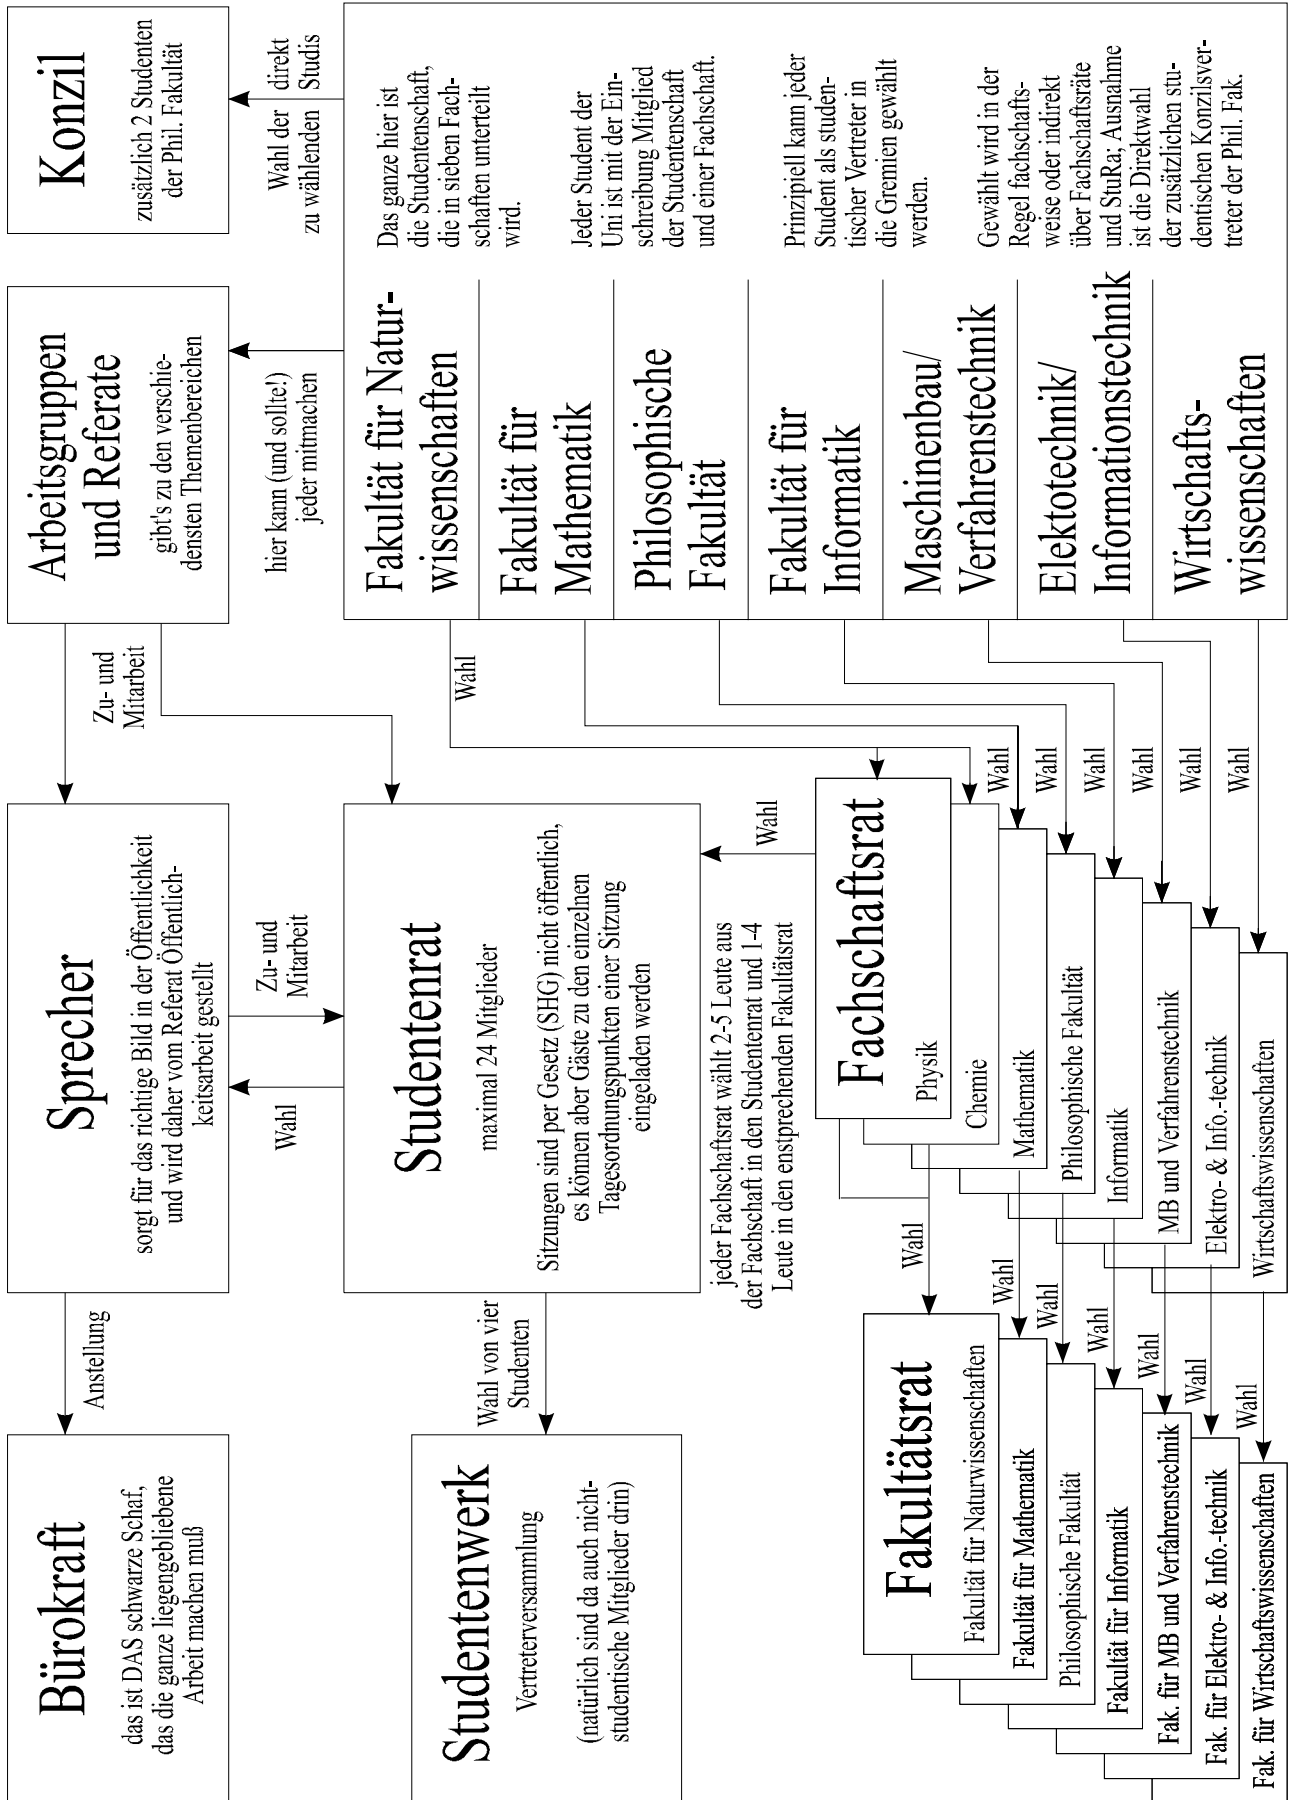 Bürokraft
das ist DAS schwarze Schaf,
das die ganze liegengebliebene
Arbeit machen muß
Anstellung
Sprecher
sorgt für das richtige Bild in der Öffentlichkeit
und wird daher vom Referat Öffentlich-
keitsarbeit gestellt
Zu- und
Mitarbeit
Arbeitsgruppen
und Referate
gibt's zu den verschie-
densten Themenbereichen
Konzil
zusätzlich 2 Studenten
der Phil. Fakultät
Wahl
Zu- und
Mitarbeit
hier kann (und sollte!)
jeder mitmachen
Wahl der direkt
zu wählenden Studis
Studentenwerk
Vertreterversammlung
(natürlich sind da auch nicht-
studentische Mitglieder drin)
Wahl von vier
Studenten
Studentenrat
maximal 24 Mitglieder
Sitzungen sind per Gesetz (SHG) nicht öffentlich,
es können aber Gäste zu den einzelnen
Tagesordnungspunkten einer Sitzung
eingeladen werden
jeder Fachschaftsrat wählt 2-5 Leute aus
der Fachschaft in den Studentenrat und 1-4
Leute in den enstprechenden Fakultätsrat
Wahl
Wahl
Fakultät für Natur-
wissenschaften
Fakultät für
Mathematik
Philosophische
Fakultät
Fakultät für
Informatik
Maschinenbau/
Verfahrenstechnik
Elektotechnik/
Informationstechnik
Wirtschafts-
wissenschaften
Das ganze hier ist
die Studentenschaft,
die in sieben Fach-
schaften unterteilt
wird.
Jeder Student der
Uni ist mit der Ein-
schreibung Mitglied
der Studentenschaft
und einer Fachschaft.
Prinzipiell kann jeder
Student als studen-
tischer Vertreter in
die Gremien gewählt
werden.
Gewählt wird in der
Regel fachschafts-
weise oder indirekt
über Fachschaftsräte
und StuRa; Ausnahme
ist die Direktwahl
der zusätzlichen stu-
dentischen Konzilsver-
treter der Phil. Fak.
Fakultätsrat
Fakultät für Naturwissenschaften
Fakultät für Mathematik
Philosophische Fakultät
Fakultät für Informatik
Fak. für MB und Verfahrenstechnik
Fak. für Elektro- & Info.-technik
Fak. für Wirtschaftswissenschaften
Wahl
Wahl
Wahl
Wahl
Wahl
Wahl
Wahl
Fachschaftsrat
Physik
Chemie
Mathematik
Philosophische Fakultät
Informatik
MB und Verfahrenstechnik
Elektro- & Info.-technik
Wirtschaftswissenschaften
Wahl
Wahl
Wahl
Wahl
Wahl
Wahl